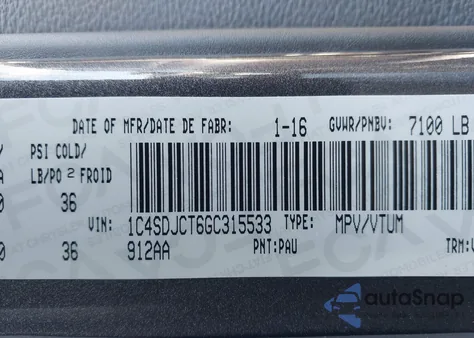 DATE OF MFR/DATE DE FABR: 1-16 GVWR/PNBV: 7100 LB
PSI COLD/
LB/PO 2 FROID
36
VIN: 1C4SDJCT6GC315533 TYPE: MPV/VTUM
36 912AA PNT:PAU TRM:
autoSnap